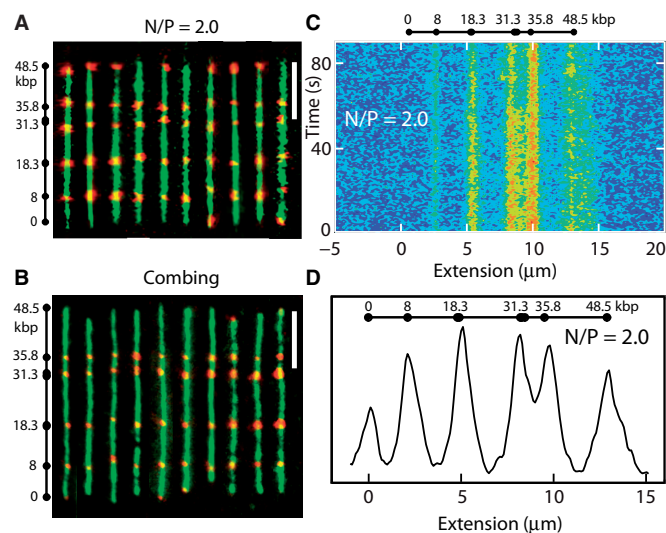 A
N/P = 2.0
48.5
kbp
35.8
31.3
18.3
8
0
B
Combing
48.5
kbp
35.8
31.3
18.3
8
0
C
0 8 18.3 31.3 35.8 48.5 kbp
Time (s)
80
40
0
N/P = 2.0
−5 0 5 10 15 20
Extension (μm)
D
0 8 18.3 31.3 35.8 48.5 kbp
N/P = 2.0
0 5 10 15
Extension (μm)